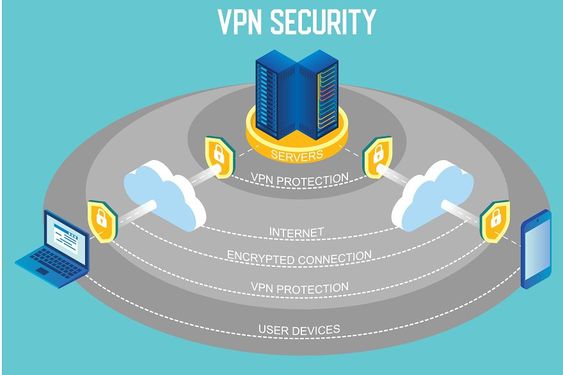 VPN SECURITY
SERVERS
VPN PROTECTION
INTERNET
ENCRYPTED CONNECTION
VPN PROTECTION
USER DEVICES